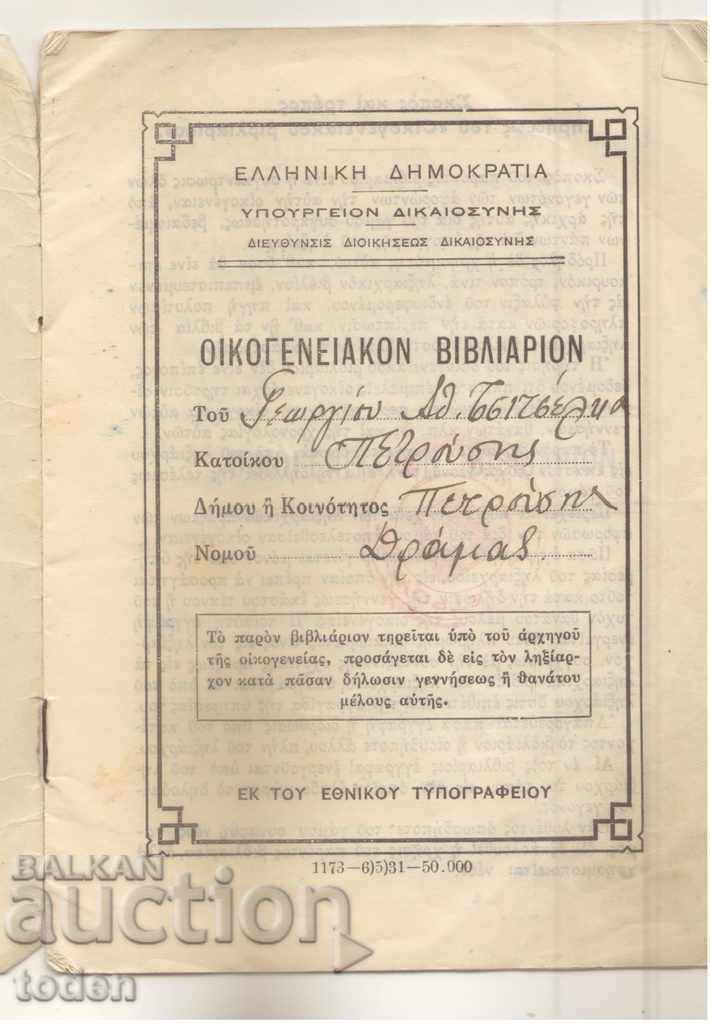 ΕΛΛΗΝΙΚΗ ΔΗΜΟΚΡΑΤΙΑ
ΥΠΟΥΡΓΕΙΟΝ ΔΙΚΑΙΟΣΥΝΗΣ
ΔΙΕΥΘΥΝΣΙΣ ΔΙΟΙΚΗΣΕΩΣ ΔΙΚΑΙΟΣΥΝΗΣ
ΟΙΚΟΓΕΝΕΙΑΚΟΝ ΒΙΒΛΙΑΡΙΟΝ
Τοῦ Γεωργίου Αθ. Τσιτσέλκα
Κατοίκου Πετρούσης
Δήμου ἢ Κοινότητος Πετρούσης
Νομοῦ Δράμας
Τὸ παρὸν βιβλιάριον τηρεῖται ὑπὸ τοῦ ἀρχηγοῦ
τῆς οἰκογενείας, προσάγεται δὲ εἰς τὸν ληξίαρ-
χον κατὰ πᾶσαν δήλωσιν γεννήσεως ἢ θανάτου
μέλους αὐτῆς.
ΕΚ ΤΟΥ ΕΘΝΙΚΟΥ ΤΥΠΟΓΡΑΦΕΙΟΥ
1173—6)5)31—50.000
BALKAN
auction
toden